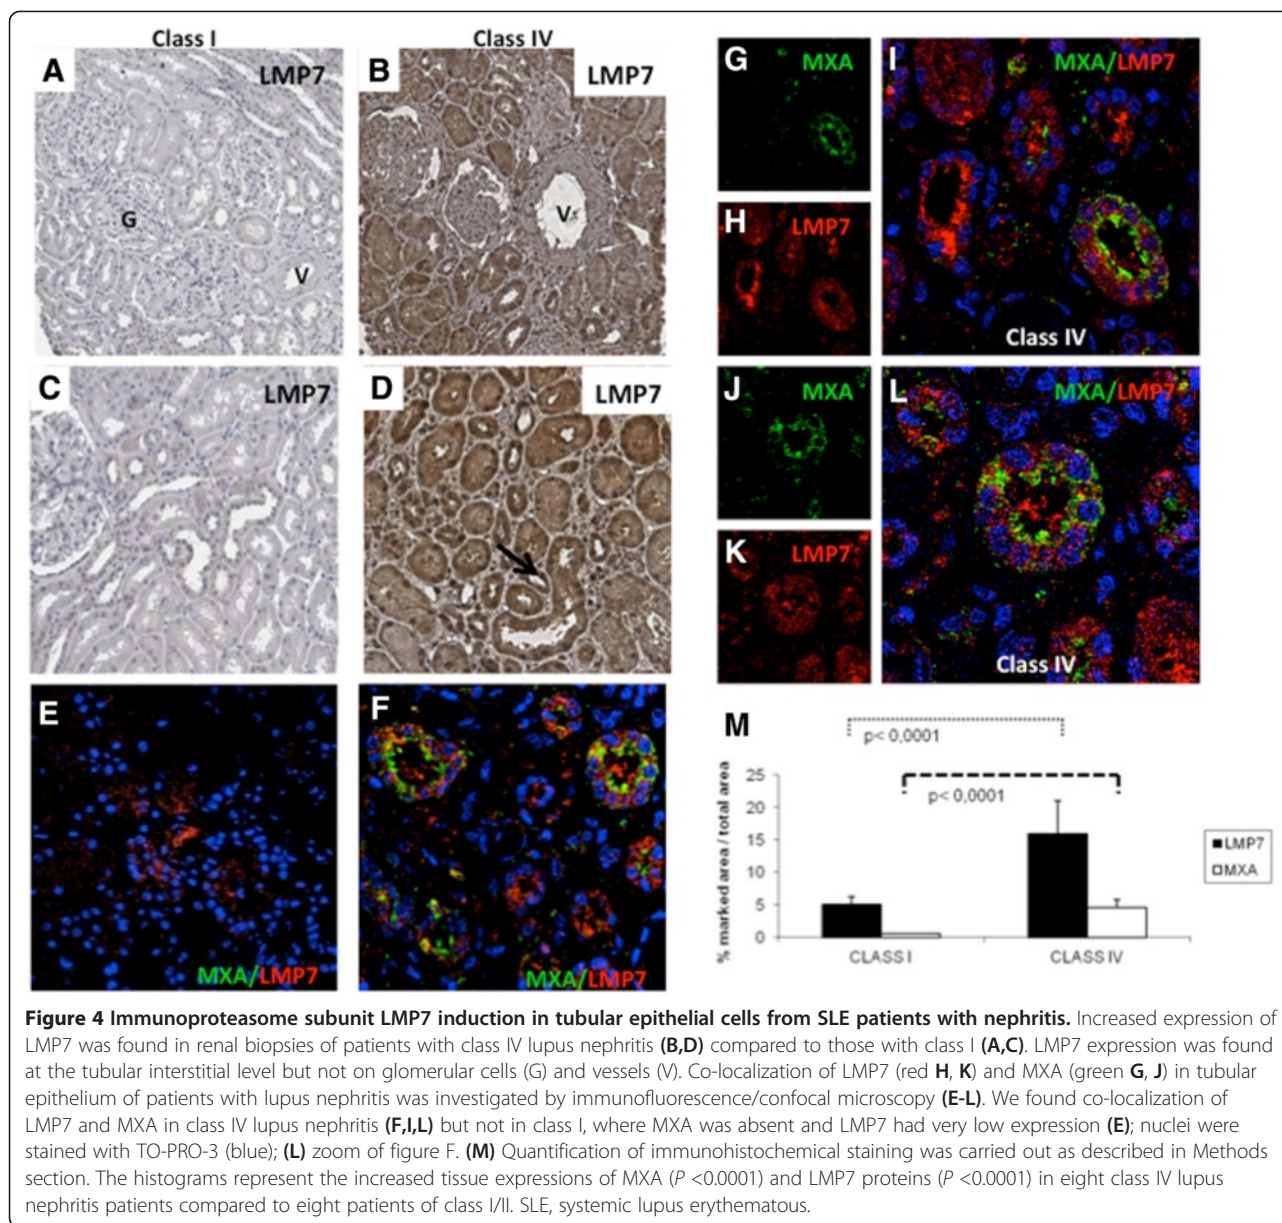 Class I
Class IV
A
LMP7
G
V
B
LMP7
V
C
LMP7
D
LMP7
E
MXA/LMP7
F
MXA/LMP7
G
MXA
H
LMP7
I
MXA/LMP7
Class IV
J
MXA
K
LMP7
L
MXA/LMP7
Class IV
M
p< 0,0001
p< 0,0001
% marked area / total area
25
20
15
10
5
0
CLASS I
CLASS IV
LMP7
MXA
Figure 4 Immunoproteasome subunit LMP7 induction in tubular epithelial cells from SLE patients with nephritis. Increased expression of
LMP7 was found in renal biopsies of patients with class IV lupus nephritis (B,D) compared to those with class I (A,C). LMP7 expression was found
at the tubular interstitial level but not on glomerular cells (G) and vessels (V). Co-localization of LMP7 (red H, K) and MXA (green G, J) in tubular
epithelium of patients with lupus nephritis was investigated by immunofluorescence/confocal microscopy (E-L). We found co-localization of
LMP7 and MXA in class IV lupus nephritis (F,I,L) but not in class I, where MXA was absent and LMP7 had very low expression (E); nuclei were
stained with TO-PRO-3 (blue); (L) zoom of figure F. (M) Quantification of immunohistochemical staining was carried out as described in Methods
section. The histograms represent the increased tissue expressions of MXA (P <0.0001) and LMP7 proteins (P <0.0001) in eight class IV lupus
nephritis patients compared to eight patients of class I/II. SLE, systemic lupus erythematous.